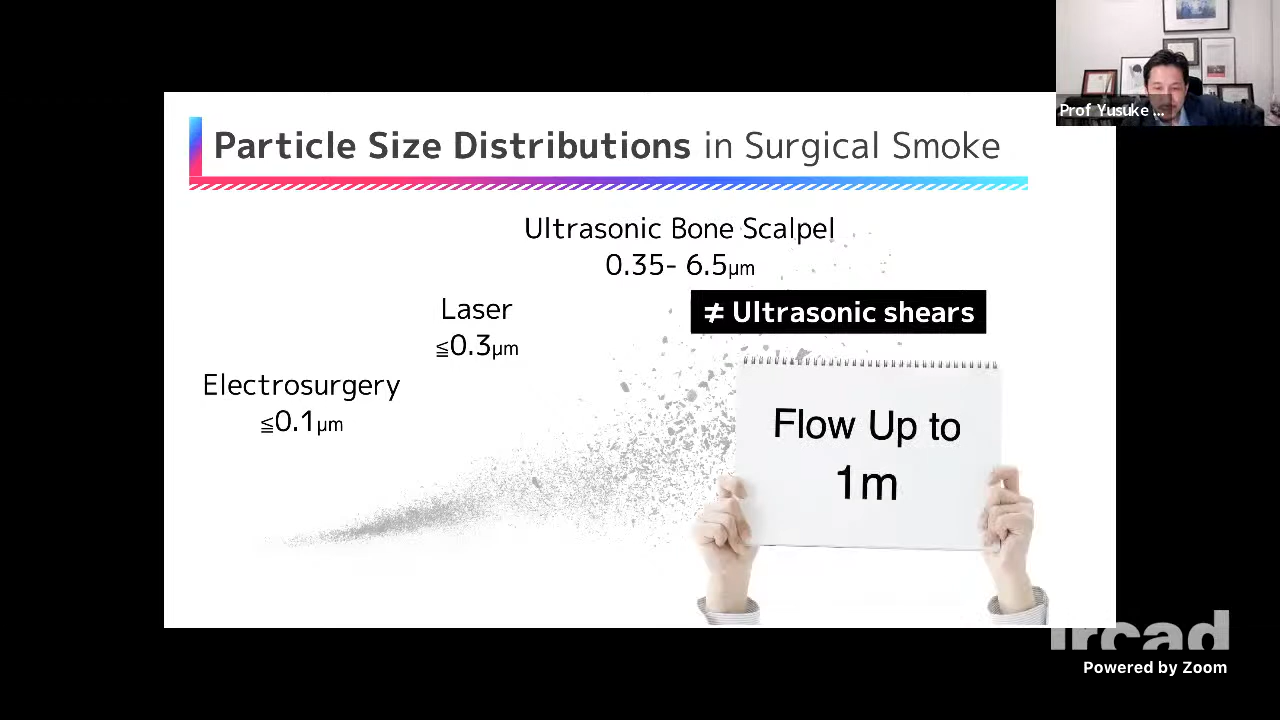 Prof Yusuke ...
Particle Size Distributions in Surgical Smoke
Ultrasonic Bone Scalpel
0.35- 6.5μm
≠ Ultrasonic shears
Laser
≦0.3μm
Electrosurgery
≦0.1μm
Flow Up to
1m
ircad
Powered by Zoom